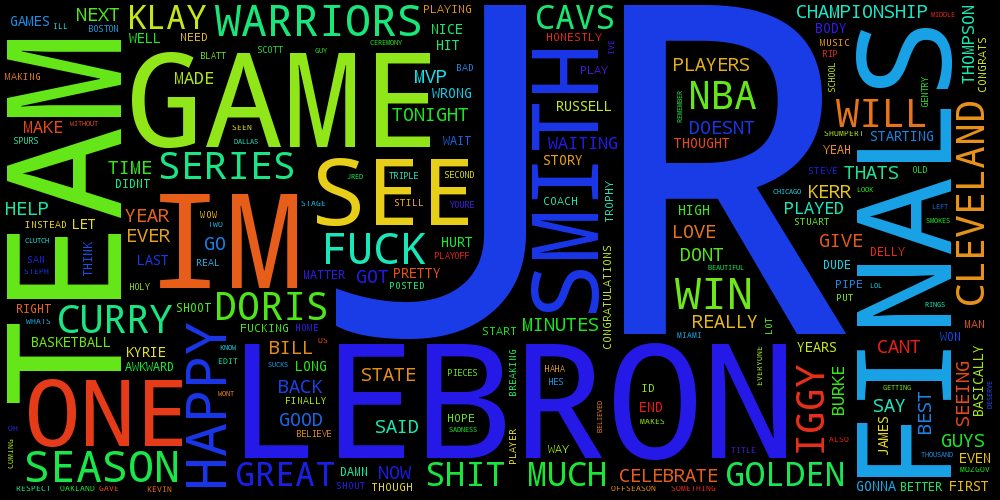 GAMES
ILL
NEXT
BOSTON
KLAY
WELL
NEED
WARRIORS
PLAYING
NICE
HIT
CEREMONY
GUY
SCOTT
BLATT
JR
CAVS
HONESTLY
IVE
CHAMPIONSHIP
MIDDLE
BODY
MUSIC
RIP
THOMPSON
CONGRATS
MAKING
TEAM
MADE
GAME
MVP
BAD
WRONG
TONIGHT
WAIT
SMITH
PLAY
RUSSELL
WAITING
STORY
COACH
TROPHY
PLAYERS
NBA
REMEMBER
DOESNT
THOUGHT
SCHOOL
GENTRY
WILL
SHUMPERT
STARTING
YEAH
FINALS
CLEVELAND
MAKE
WITHOUT
SPURS
SEEN
DALLAS
TIME
DIDNT
SERIES
SEE
JRED
TRIPLE
SECOND
STILL
YOURE
STEVE
THATS
OLD
CHICAGO
KERR
LOOK
PLAYED
STUART
LEFT
SMOKES
HELP
INSTEAD
LET
YEAR
EVER
LAST
IM
WOW
TWO
GO
REAL
STAGE
FUCK
HURT
PLAYOFF
MATTER
GOT
PRETTY
POSTED
HIGH
LOVE
DONT
BEAUTIFUL
GIVE
DELLY
DUDE
PIPE
LOL
PUT
RINGS
CLUTCH
SAN
STEPH
THINK
HOLY
RIGHT
WHATS
CURRY
SHOOT
DORIS
FUCKING
HOME
US
CONGRATULATIONS
START
MINUTES
WIN
REALLY
LOT
MIAMI
MAN
WON
BASKETBALL
KYRIE
AWKWARD
HAPPY
KNOW
EDIT
BILL
SUCKS
LONG
LEBRON
STATE
PIECES
BREAKING
HAHA
HES
ID
END
MAKES
EVERYONE
YEARS
CANT
SEEING
BASICALLY
DESERVE
ONE
WONT
BACK
FINALLY
GOOD
BELIEVE
SAID
HOPE
SADNESS
PLAYER
WAY
BELIEVED
TITLE
IGGY
BURKE
ALSO
GETTING
SAY
JAMES
BEST
THOUSAND
GUYS
EVEN
MOZGOV
OH
COMING
SEASON
RESPECT
OAKLAND
GAVE
KEVIN
GREAT
DAMN
SHOUT
NOW
THOUGH
SHIT
MUCH
CELEBRATE
OFFSEASON
SOMETHING
GOLDEN
GONNA
BETTER
FIRST